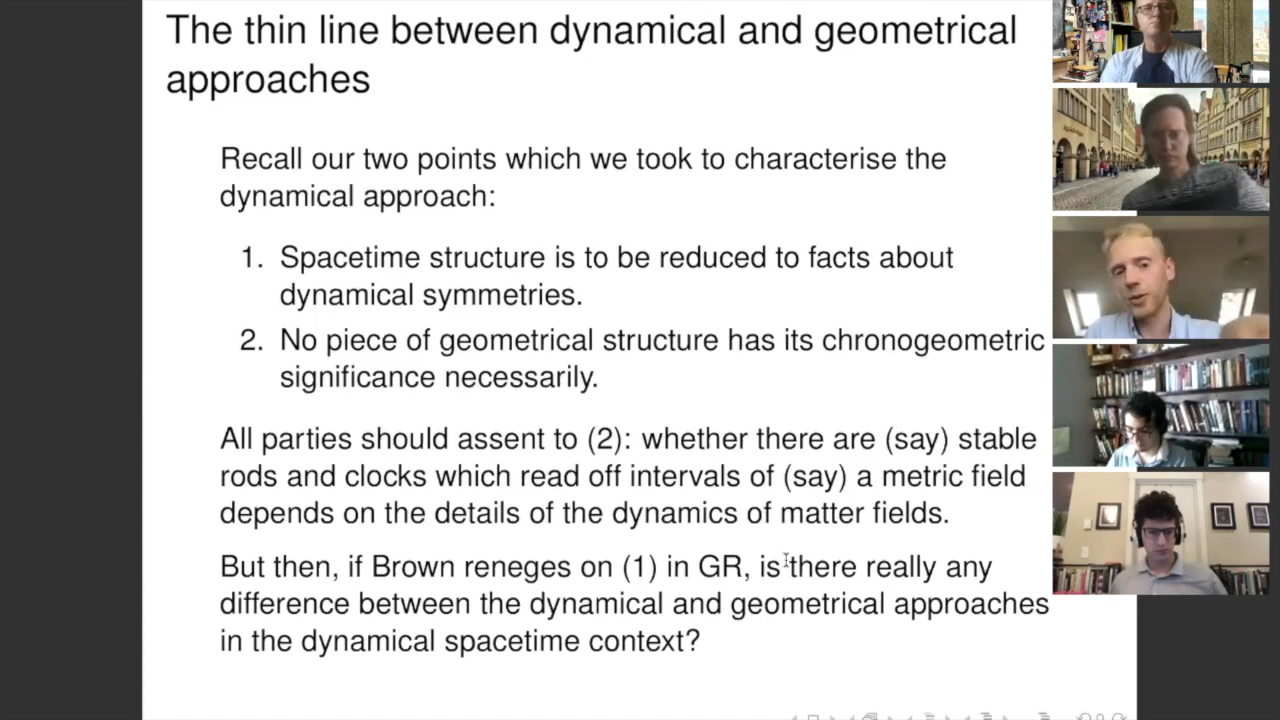 The thin line between dynamical and geometrical
approaches
Recall our two points which we took to characterise the
dynamical approach:
1. Spacetime structure is to be reduced to facts about
dynamical symmetries.
2. No piece of geometrical structure has its chronogeometric
significance necessarily.
All parties should assent to (2): whether there are (say) stable
rods and clocks which read off intervals of (say) a metric field
depends on the details of the dynamics of matter fields.
But then, if Brown reneges on (1) in GR, is there really any
difference between the dynamical and geometrical approaches
in the dynamical spacetime context?